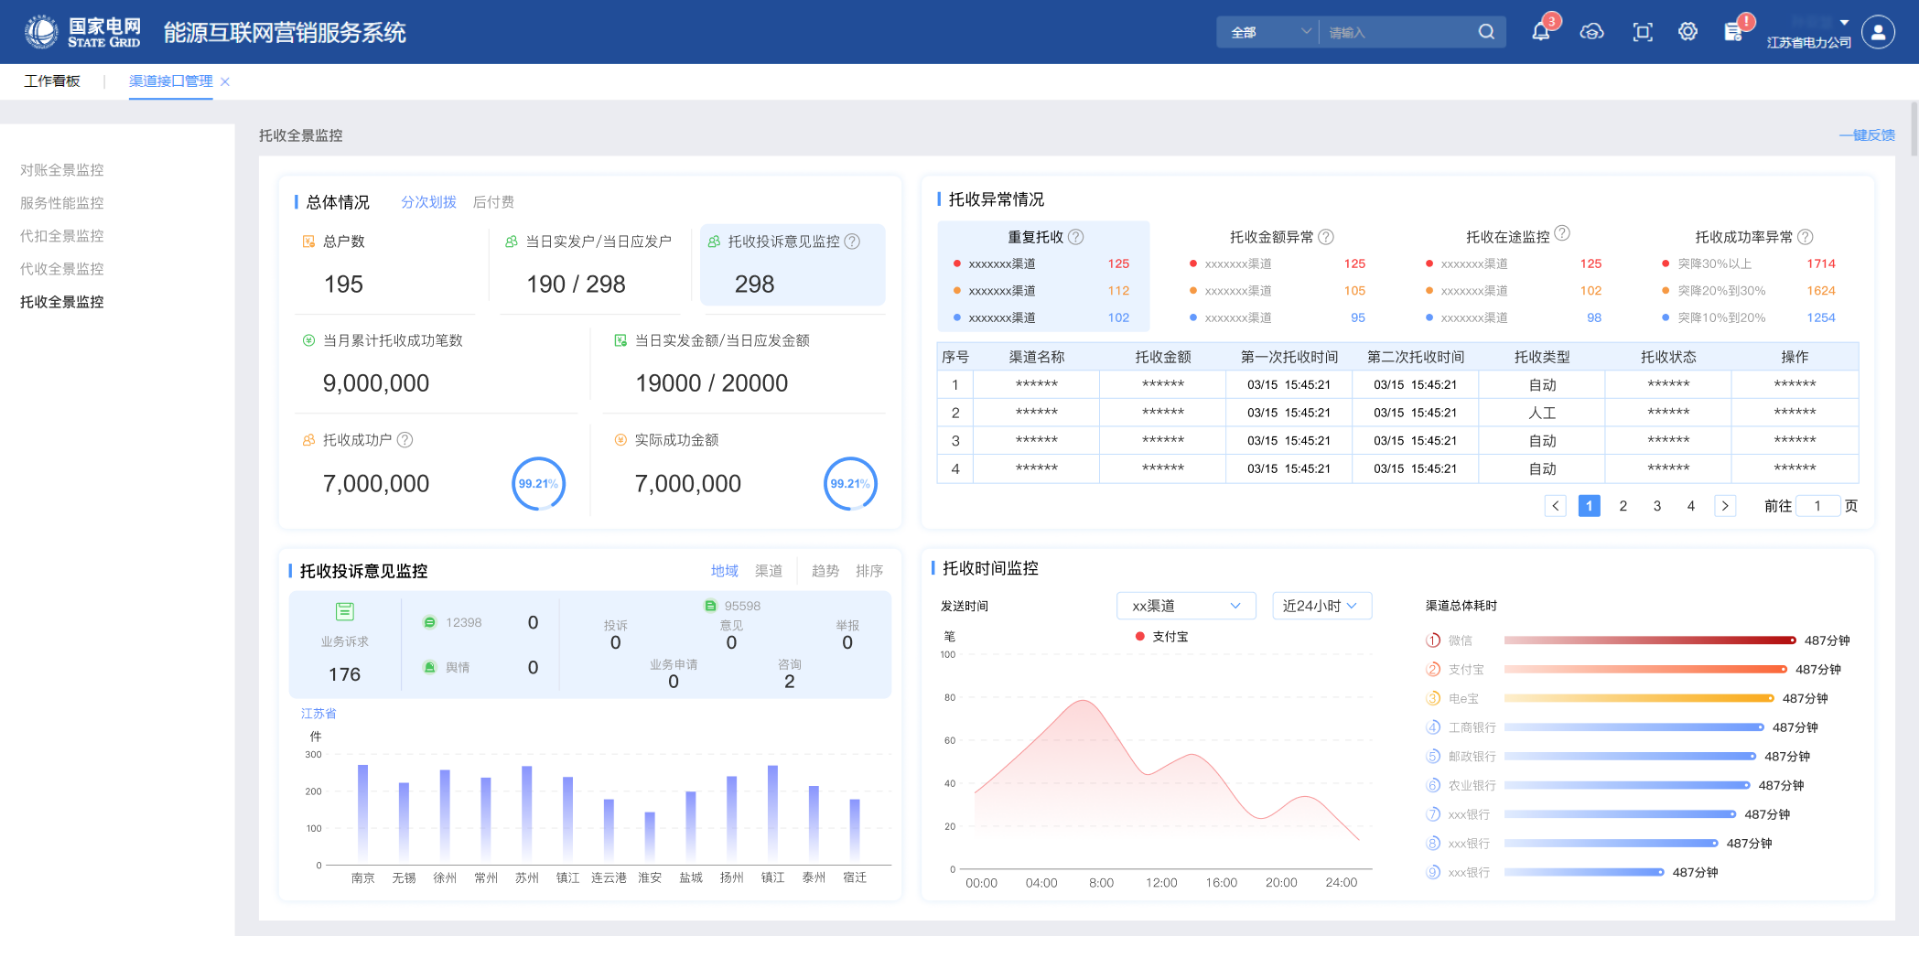 国家电网
STATE GRID
能源互联网营销服务系统
全部
请输入
3
!
江苏省电力公司
工作看板
渠道接口管理 ×
对账全景监控
服务性能监控
代扣全景监控
代收全景监控
托收全景监控
托收全景监控
一键反馈
总体情况 分次划拨 后付费
总户数
195
当日实发户/当日应发户
190 / 298
托收投诉意见监控 ?
298
当月累计托收成功笔数
9,000,000
当日实发金额/当日应发金额
19000 / 20000
托收成功户 ?
7,000,000
99.21%
实际成功金额
7,000,000
99.21%
托收异常情况
重复托收 ?
xxxxxxx渠道 125
xxxxxxx渠道 112
xxxxxxx渠道 102
托收金额异常 ?
xxxxxxx渠道 125
xxxxxxx渠道 105
xxxxxxx渠道 95
托收在途监控 ?
xxxxxxx渠道 125
xxxxxxx渠道 102
xxxxxxx渠道 98
托收成功率异常 ?
突降30%以上 1714
突降20%到30% 1624
突降10%到20% 1254
序号 渠道名称 托收金额 第一次托收时间 第二次托收时间 托收类型 托收状态 操作
1 ****** ****** 03/15 15:45:21 03/15 15:45:21 自动 ****** ******
2 ****** ****** 03/15 15:45:21 03/15 15:45:21 人工 ****** ******
3 ****** ****** 03/15 15:45:21 03/15 15:45:21 自动 ****** ******
4 ****** ****** 03/15 15:45:21 03/15 15:45:21 自动 ****** ******
< 1 2 3 4 > 前往 1 页
托收投诉意见监控
地域 渠道 趋势 排序
业务诉求
176
12398 0
舆情 0
95598
投诉 意见 举报
0 0 0
业务申请 咨询
0 2
江苏省
件
300
200
100
0
南京 无锡 徐州 常州 苏州 镇江 连云港 淮安 盐城 扬州 镇江 泰州 宿迁
托收时间监控
发送时间
xx渠道
近24小时
笔
支付宝
100
80
60
40
20
0
00:00 04:00 8:00 12:00 16:00 20:00 24:00
渠道总体耗时
1 微信 487分钟
2 支付宝 487分钟
3 电e宝 487分钟
4 工商银行 487分钟
5 邮政银行 487分钟
6 农业银行 487分钟
7 xxx银行 487分钟
8 xxx银行 487分钟
9 xxx银行 487分钟